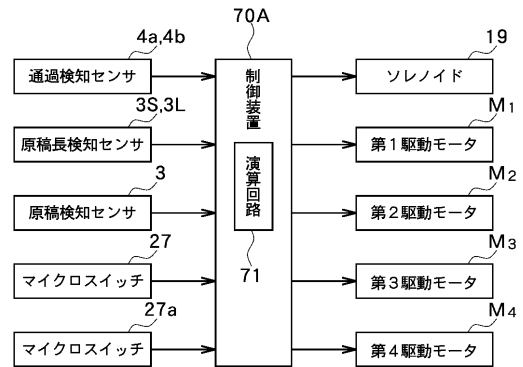 70A
4a,4b
19
通過検知センサ
ソレノイド
制御装置
3S,3L
M1
原稿長検知センサ
第1駆動モータ
演算回路
3
M2
原稿検知センサ
第2駆動モータ
27
71
M3
マイクロスイッチ
第3駆動モータ
27a
M4
マイクロスイッチ
第4駆動モータ